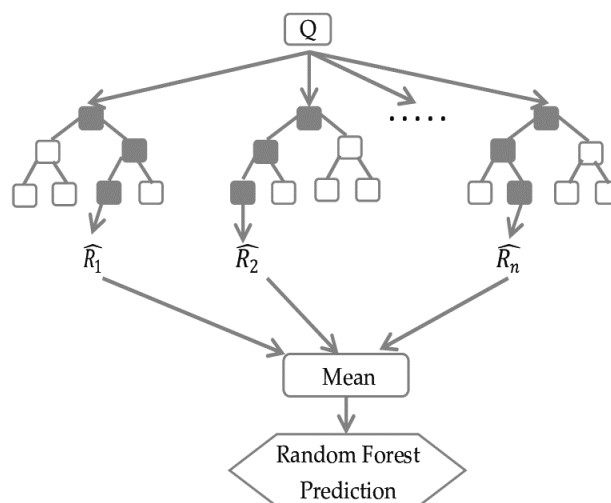 Q
.....
R̂₁
R̂₂
R̂ₙ
Mean
Random Forest
Prediction